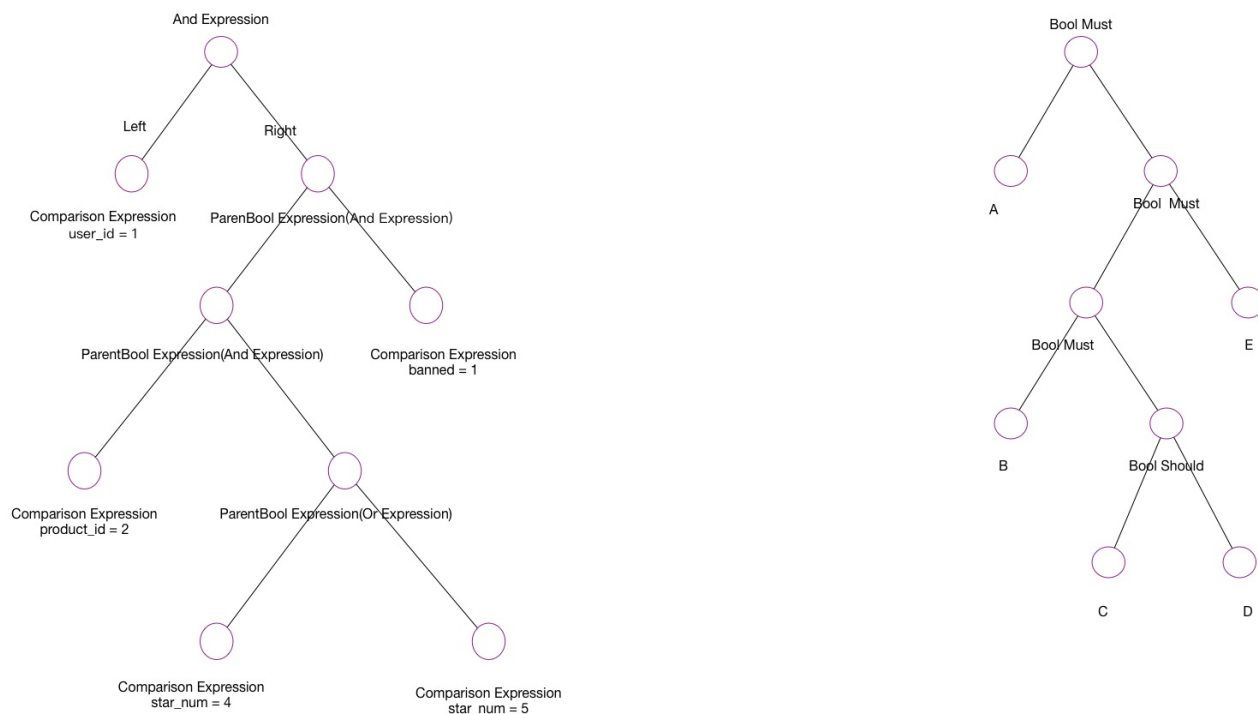 And Expression
Bool Must
Left
Right
Comparison Expression
user_id = 1
ParenBool Expression(And Expression)
A
Bool Must
ParentBool Expression(And Expression)
Comparison Expression
banned = 1
Bool Must
E
B
Bool Should
Comparison Expression
product_id = 2
ParentBool Expression(Or Expression)
C
D
Comparison Expression
star_num = 4
Comparison Expression
star_num = 5